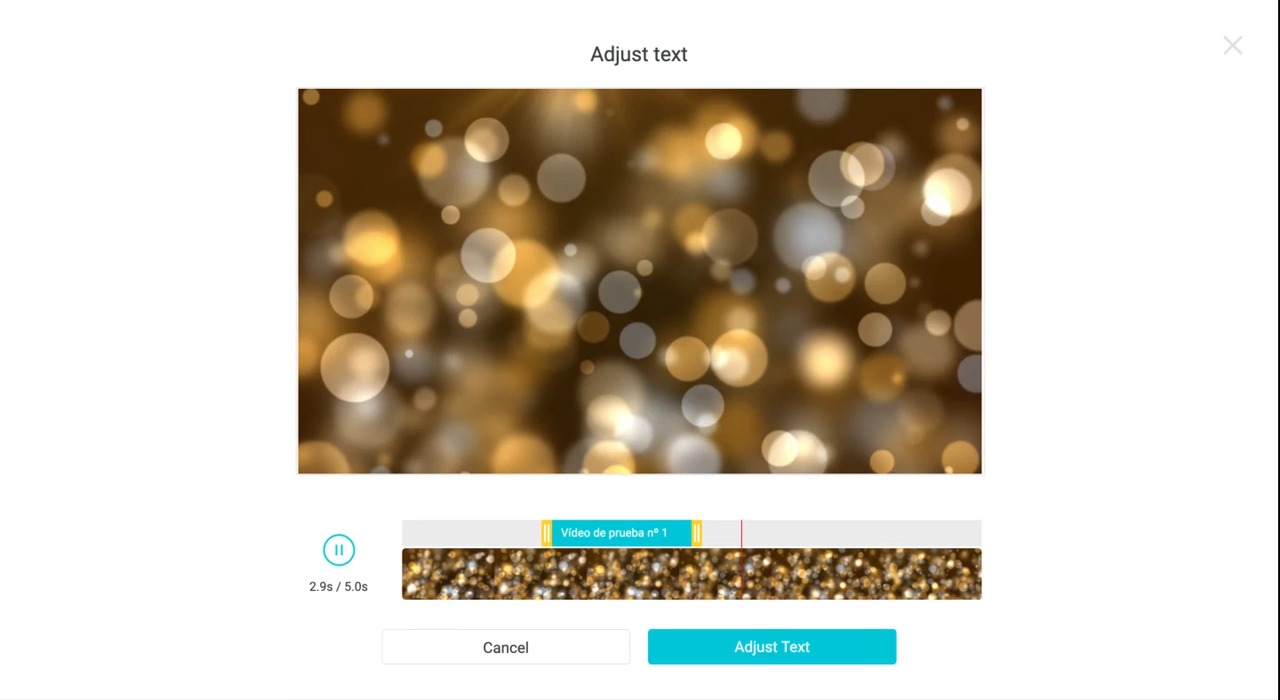 Adjust text
Vídeo de prueba nº 1
2.9s / 5.0s
Cancel
Adjust Text